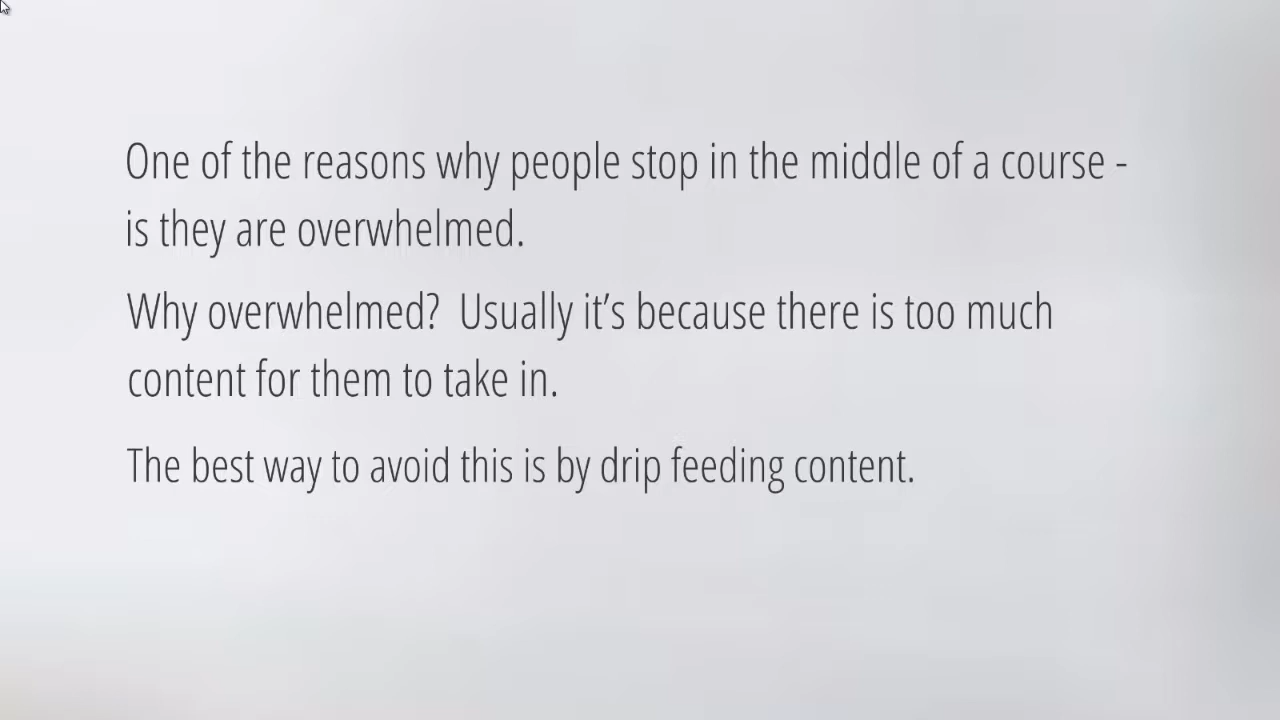 One of the reasons why people stop in the middle of a course -
is they are overwhelmed.
Why overwhelmed?  Usually it’s because there is too much
content for them to take in.
The best way to avoid this is by drip feeding content.